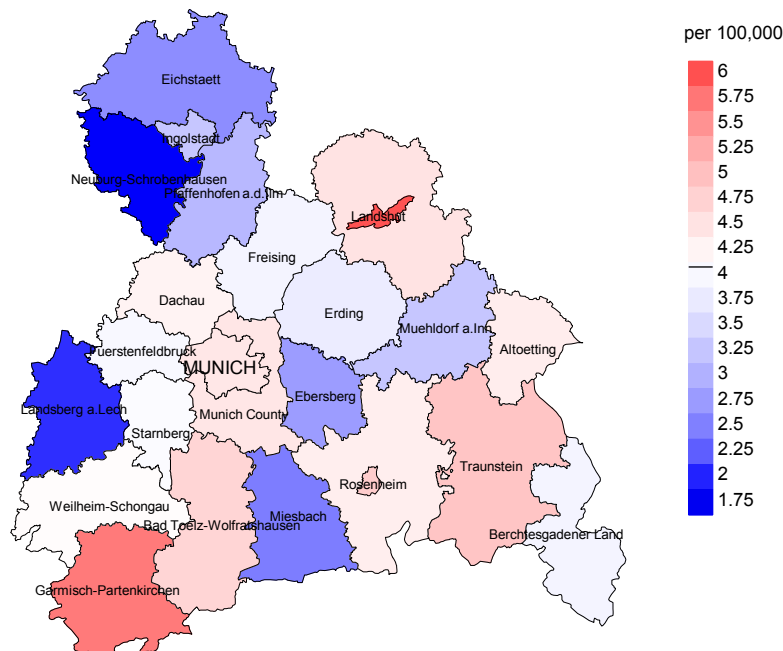 per 100,000
6
5.75
5.5
5.25
5
4.75
4.5
4.25
4
3.75
3.5
3.25
3
2.75
2.5
2.25
2
1.75
Eichstaett
Ingolstadt
Neuburg-Schrobenhausen
Pfaffenhofen a.d.Ilm
Landshut
Freising
Dachau
Erding
Muehldorf a.Inn
Altoetting
Fuerstenfeldbruck
MUNICH
Ebersberg
Landsberg a.Lech
Munich County
Starnberg
Traunstein
Rosenheim
Weilheim-Schongau
Miesbach
Bad Toelz-Wolfratshausen
Berchtesgadener Land
Garmisch-Partenkirchen